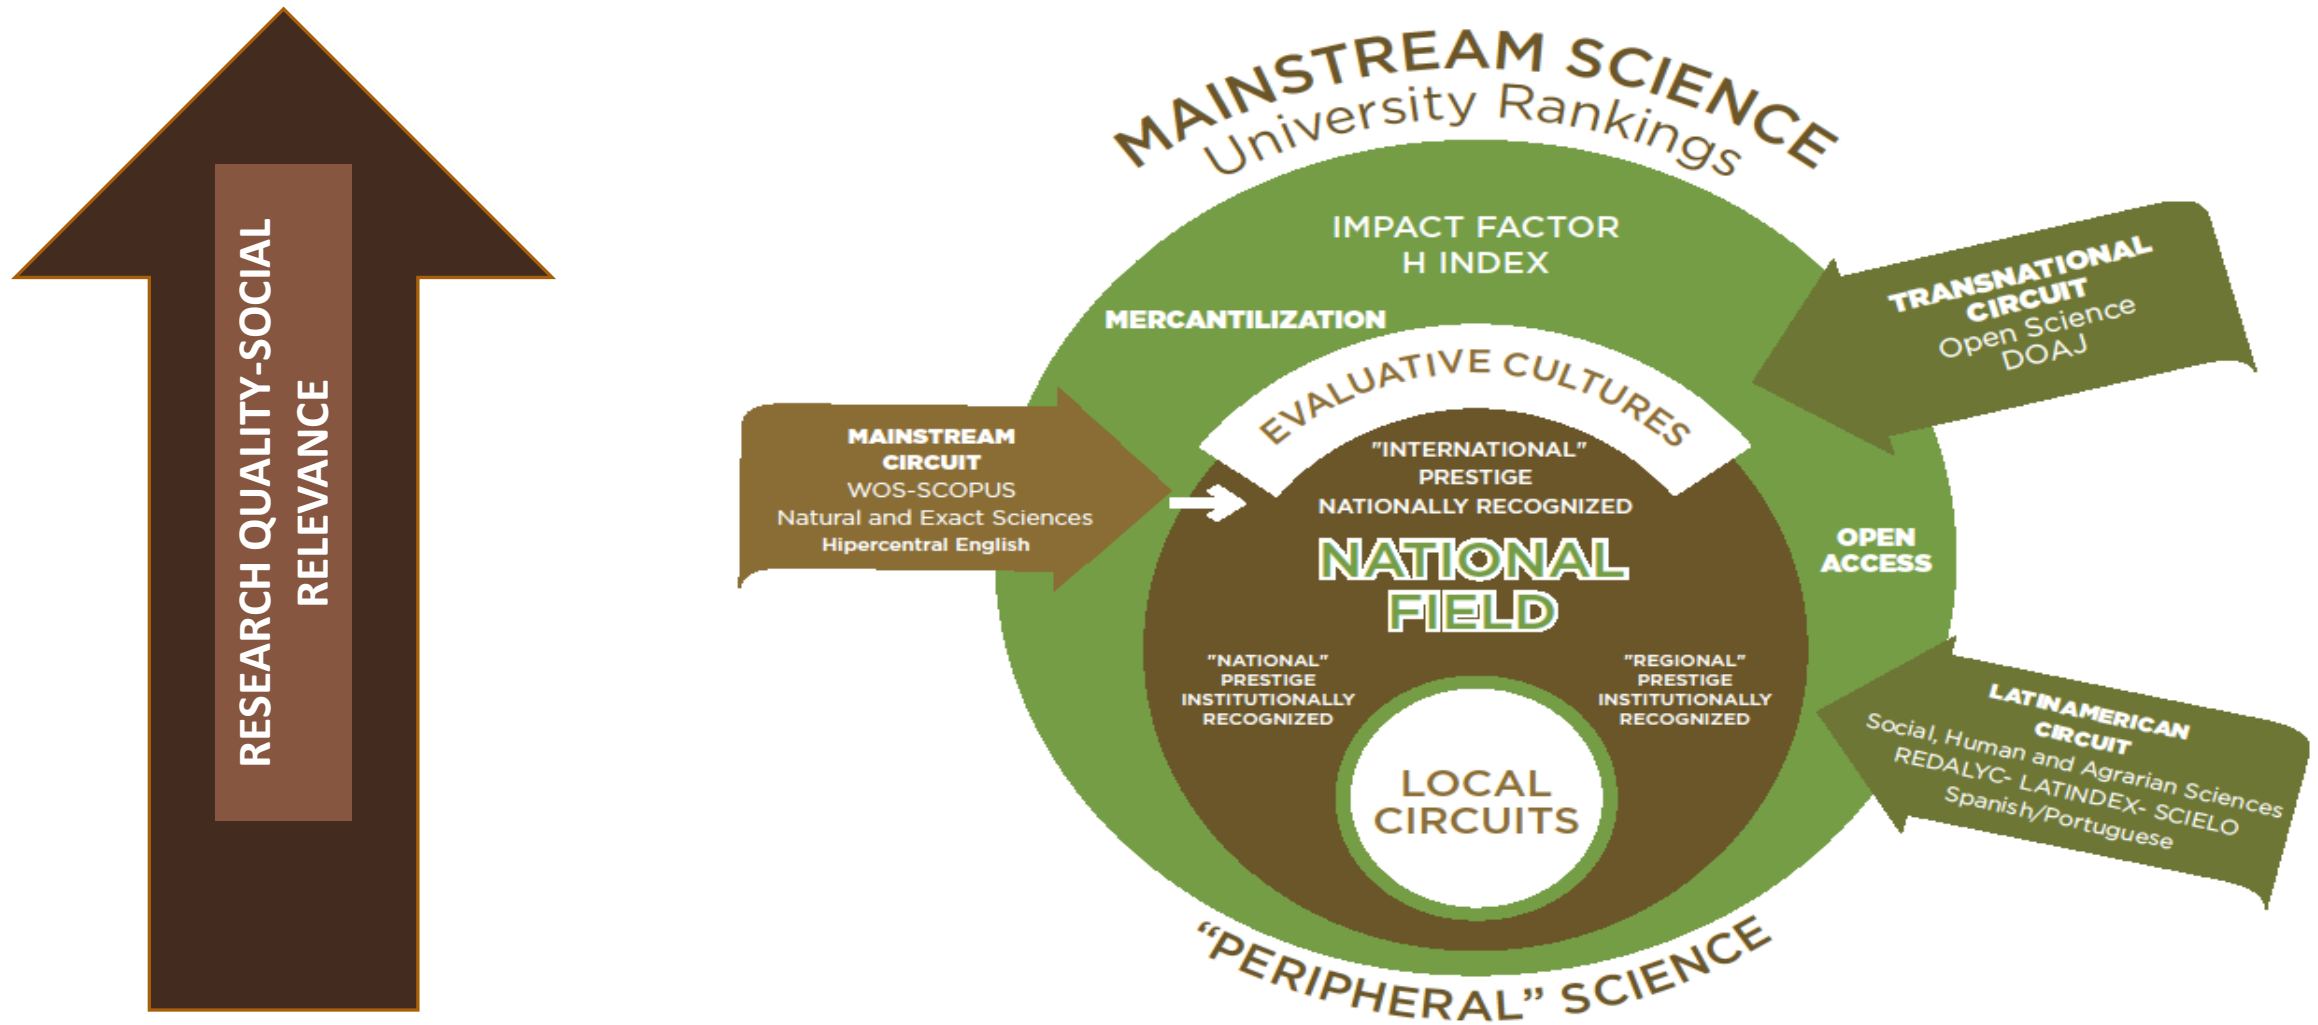 RESEARCH QUALITY-SOCIAL
RELEVANCE
MAINSTREAM SCIENCE
University Rankings
IMPACT FACTOR
H INDEX
MERCANTILIZATION
EVALUATIVE CULTURES
TRANSNATIONAL
CIRCUIT
Open Science
DOAJ
MAINSTREAM
CIRCUIT
WOS-SCOPUS
Natural and Exact Sciences
Hipercentral English
"INTERNATIONAL"
PRESTIGE
NATIONALLY RECOGNIZED
NATIONAL
FIELD
OPEN
ACCESS
"NATIONAL"
PRESTIGE
INSTITUTIONALLY
RECOGNIZED
"REGIONAL"
PRESTIGE
INSTITUTIONALLY
RECOGNIZED
LOCAL
CIRCUITS
LATINAMERICAN
CIRCUIT
Social, Human and Agrarian Sciences
REDALYC- LATINDEX- SCIELO
Spanish/Portuguese
“PERIPHERAL” SCIENCE